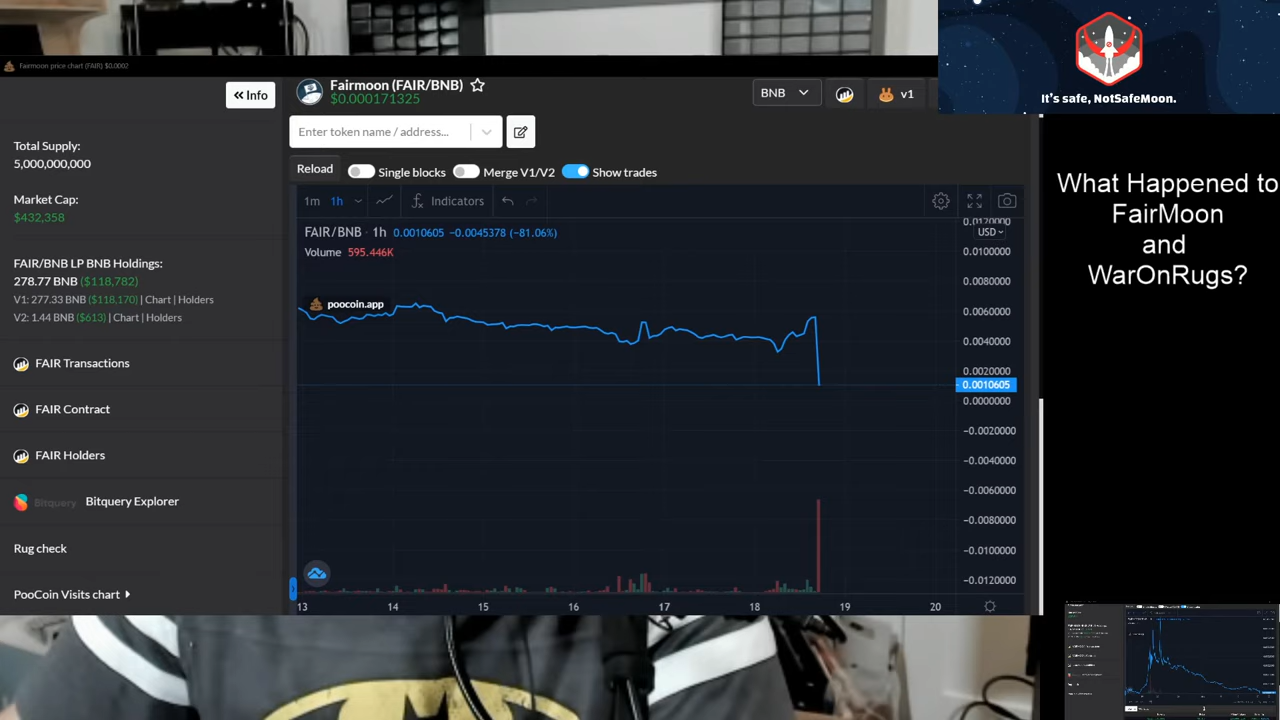 Fairmoon price chart (FAIR) $0.0002
Info
Fairmoon (FAIR/BNB)
$0.000171325
BNB
v1
It's safe, NotSafeMoon.
Enter token name / address...
Total Supply:
5,000,000,000
Market Cap:
$432,358
Reload
Single blocks
Merge V1/V2
Show trades
What Happened to
FairMoon
and
WarOnRugs?
1m 1h
Indicators
FAIR/BNB · 1h 0.0010605 −0.0045378 (−81.06%)
Volume 595.446K
poocoin.app
FAIR/BNB LP BNB Holdings:
278.77 BNB ($118,782)
V1: 277.33 BNB ($118,170) | Chart | Holders
V2: 1.44 BNB ($613) | Chart | Holders
FAIR Transactions
FAIR Contract
FAIR Holders
Bitquery Bitquery Explorer
Rug check
PooCoin Visits chart
0.0120000
USD
0.0100000
0.0080000
0.0060000
0.0040000
0.0020000
0.0010605
0.0000000
−0.0020000
−0.0040000
−0.0060000
−0.0080000
−0.0100000
−0.0120000
13 14 15 16 17 18 19 20